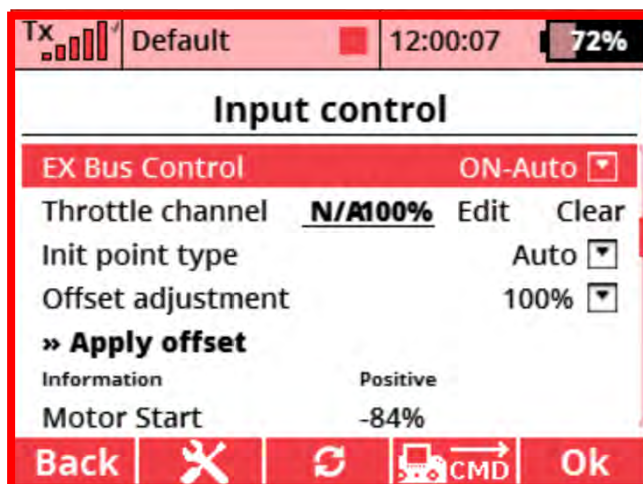 Tx Default 12:00:07 72%
Input control
EX Bus Control ON-Auto
Throttle channel N/A100% Edit Clear
Init point type Auto
Offset adjustment 100%
» Apply offset
Information Positive
Motor Start -84%
Back CMD Ok